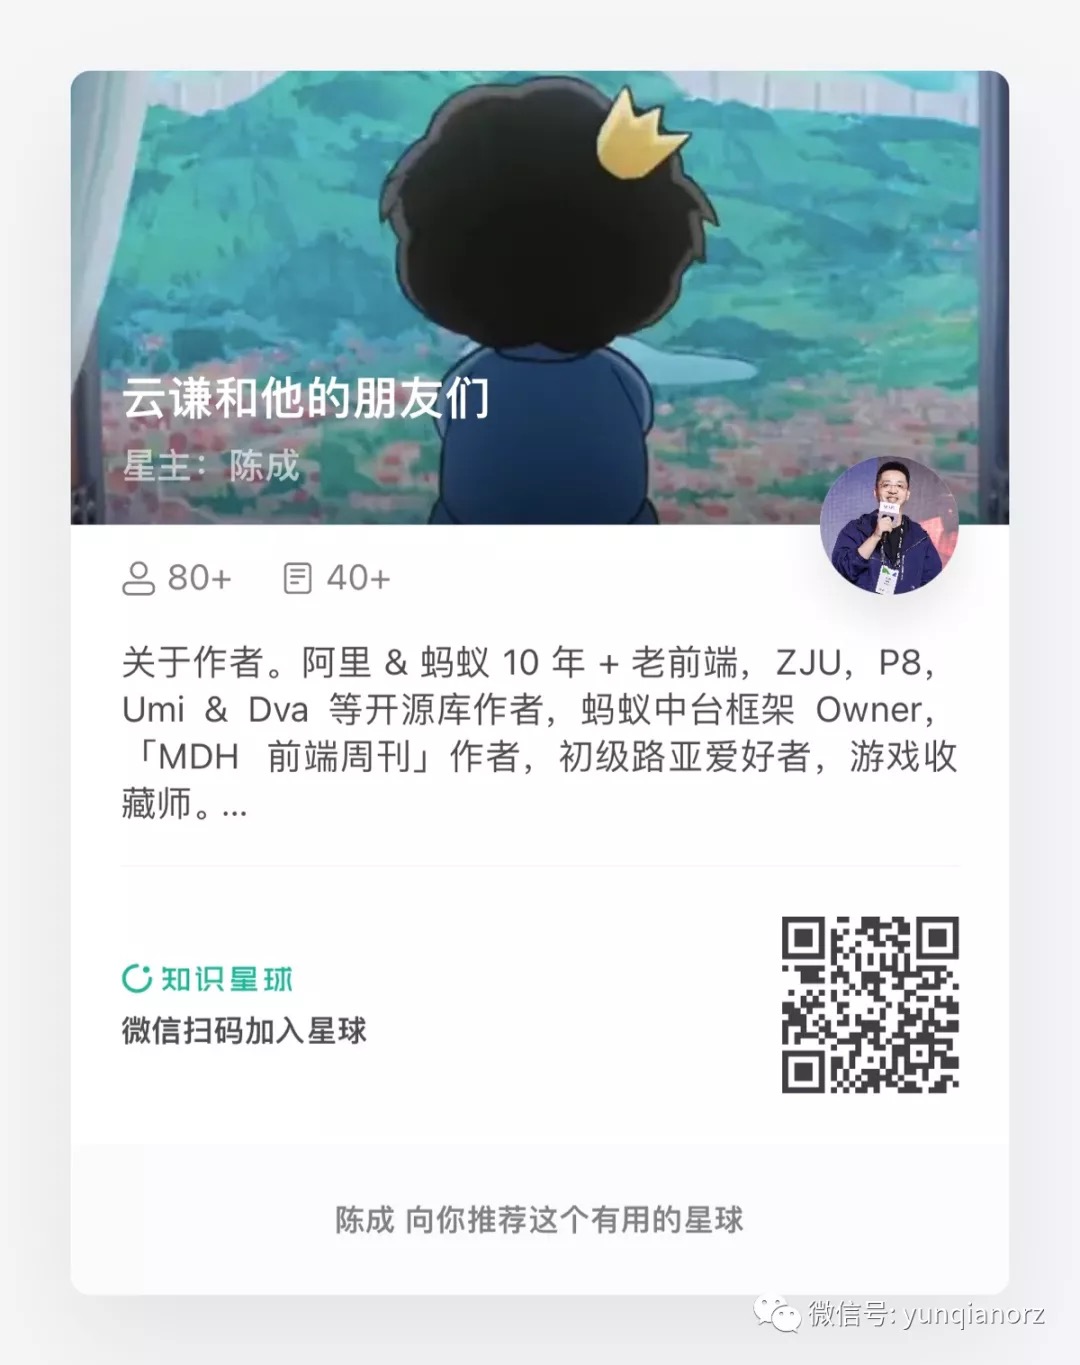 云谦和他的朋友们
星主：陈成
80+ 40+
关于作者。阿里 & 蚂蚁 10 年 + 老前端，ZJU，P8，
Umi & Dva 等开源库作者，蚂蚁中台框架 Owner，
「MDH 前端周刊」作者，初级路亚爱好者，游戏收
藏师。...
知识星球
微信扫码加入星球
陈成 向你推荐这个有用的星球
微信号: yunqianorz